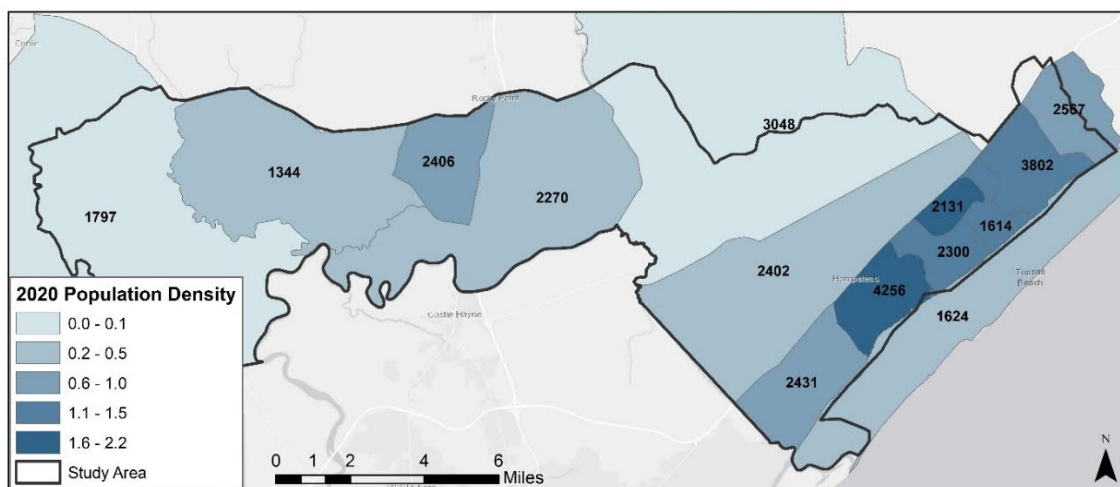 Currie
Rocky Point
3048
2567
3802
2406
1344
2270
2131
1614
1797
2300
2402
Hampstead
4256
Topsail
Beach
1624
Castle Hayne
2431
2020 Population Density
0.0 - 0.1
0.2 - 0.5
0.6 - 1.0
1.1 - 1.5
1.6 - 2.2
Study Area
0 1 2 4 6
Miles
N